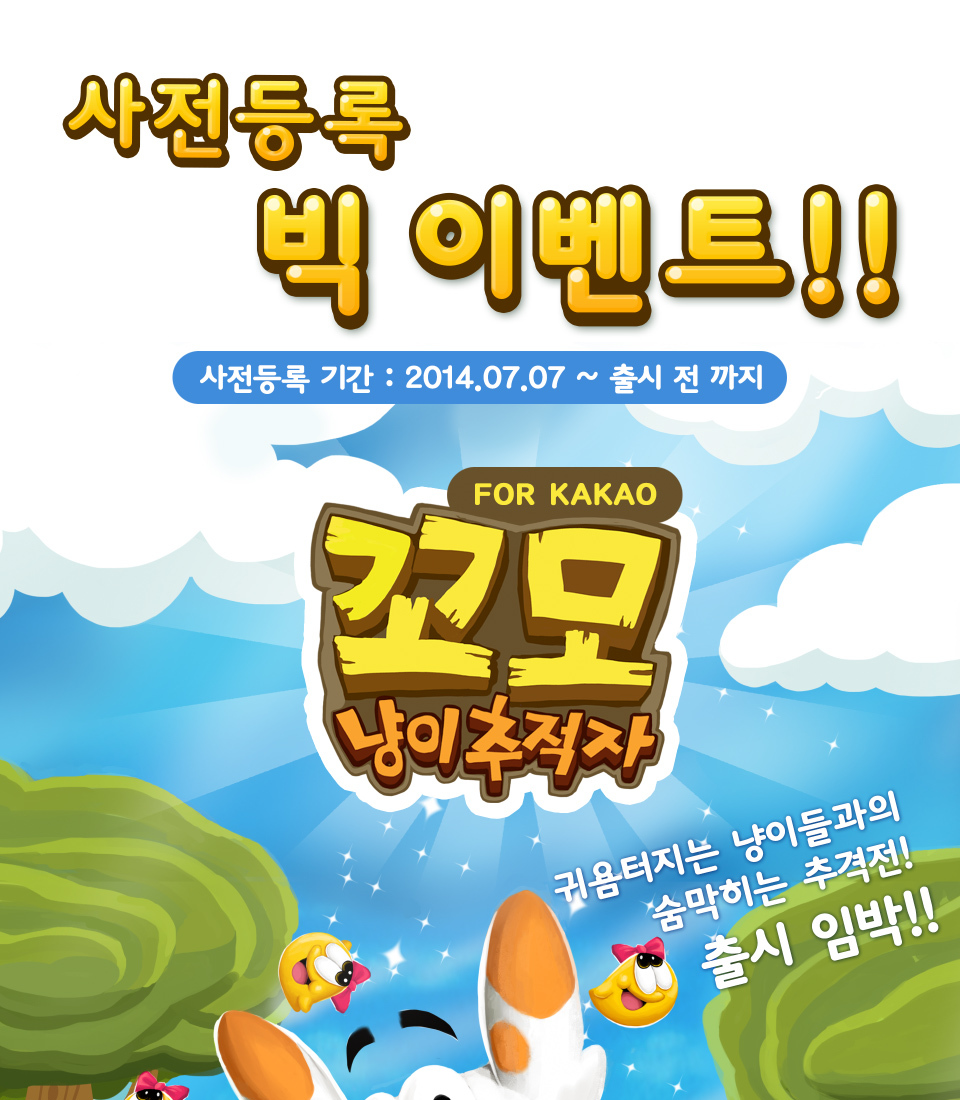 사전등록
빅 이벤트!!
사전등록 기간 : 2014.07.07 ~ 출시 전 까지
FOR KAKAO
꼬모
냥이추적자
귀욤터지는 냥이들과의
숨막히는 추격전!
출시 임박!!